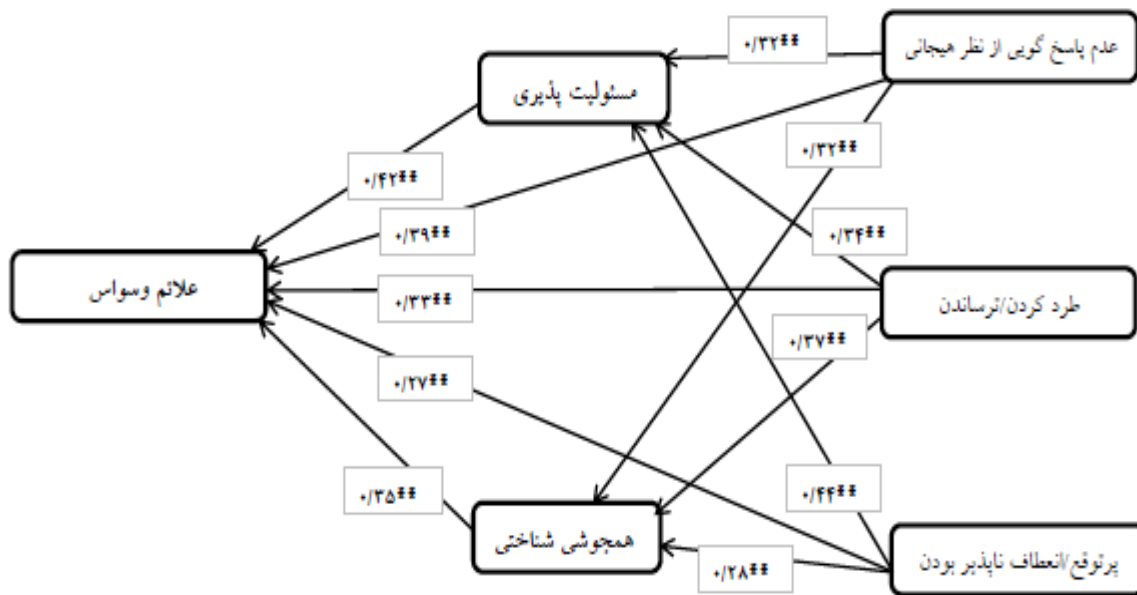 عدم پاسخ گویی از نظر هیجانی
۰/۳۲**
مسئولیت پذیری
۰/۳۲**
۰/۴۲**
۰/۳۹**
۰/۳۴**
طرد کردن/ترساندن
۰/۳۳**
علائم وسواس
۰/۳۷**
۰/۲۷**
۰/۴۴**
۰/۳۵**
همجوشی شناختی
پرتوقع/انعطاف ناپذیر بودن
۰/۲۸**